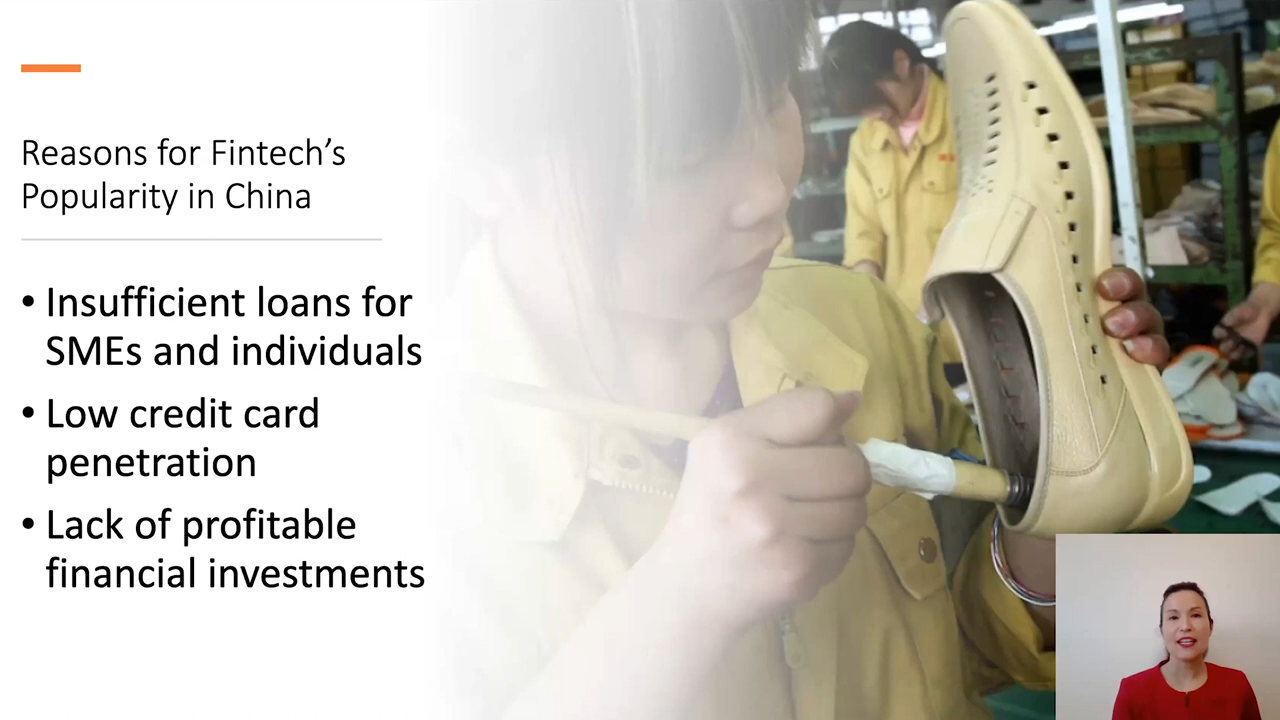 Reasons for Fintech’s
Popularity in China
• Insufficient loans for
SMEs and individuals
• Low credit card
penetration
• Lack of profitable
financial investments